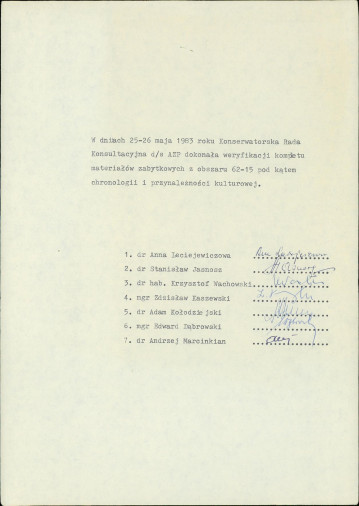 W dniach 25-26 maja 1983 roku Konserwatorska Rada
Konsultacyjna d/s AZP dokonała weryfikacji kompletu
materiałów zabytkowych z obszaru 62-15 pod kątem
chronologii i przynależności kulturowej.
1. dr Anna Leciejewiczowa
2. dr Stanisław Jasnosz
3. dr hab. Krzysztof Wachowski
4. mgr Zdzisław Kaszewski
5. dr Adam Kołodziejski
6. mgr Edward Dąbrowski
7. dr Andrzej Marcinkian